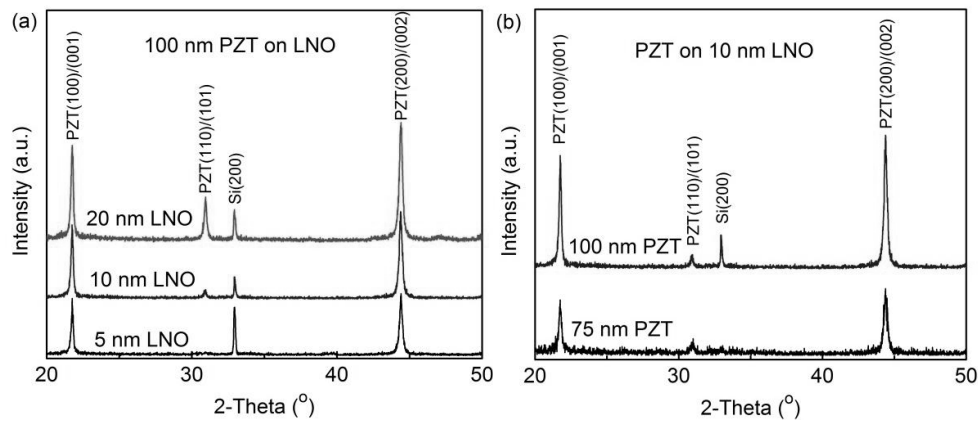 (a)
100 nm PZT on LNO
PZT(100)/(001)
PZT(110)/(101)
Si(200)
PZT(200)/(002)
20 nm LNO
10 nm LNO
5 nm LNO
Intensity (a.u.)
20 30 40 50
2-Theta (°)
(b)
PZT on 10 nm LNO
PZT(100)/(001)
PZT(110)/(101)
Si(200)
PZT(200)/(002)
100 nm PZT
75 nm PZT
Intensity (a.u.)
20 30 40 50
2-Theta (°)